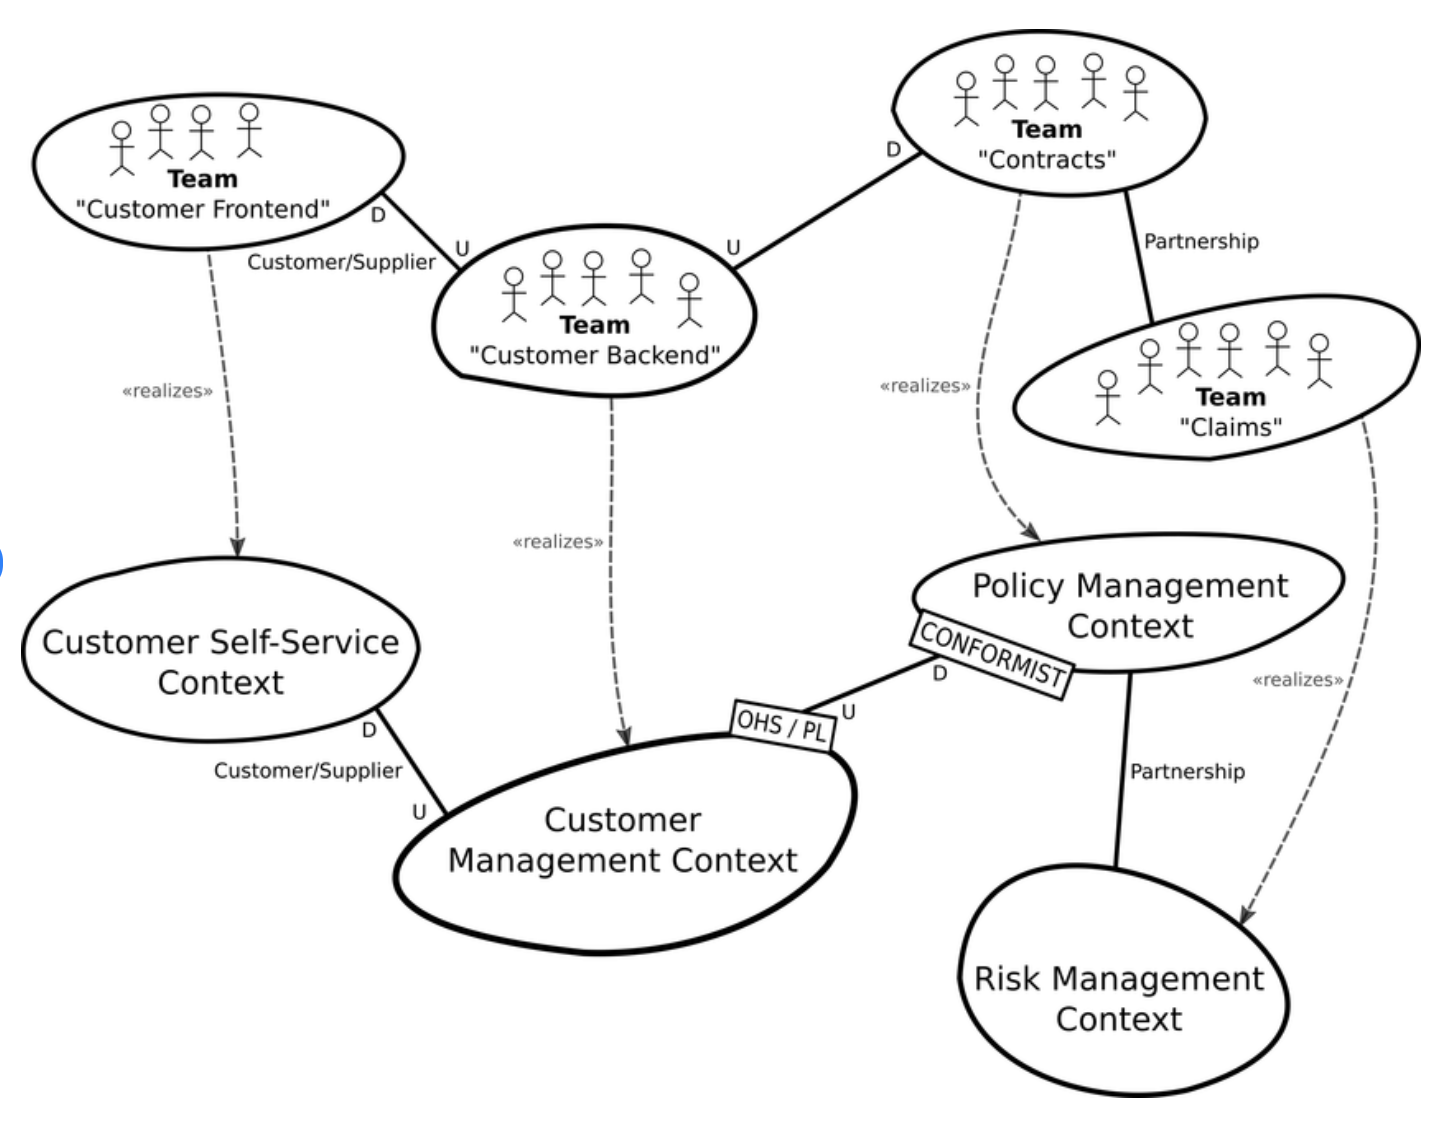 Team
"Contracts"
D
Team
"Customer Frontend"
D
U
U
Customer/Supplier
Partnership
Team
"Customer Backend"
«realizes»
«realizes»
Team
"Claims"
«realizes»
Policy Management
Context
CONFORMIST
D
«realizes»
Customer Self-Service
Context
OHS / PL
U
D
Customer/Supplier
U
Partnership
Customer
Management Context
Risk Management
Context